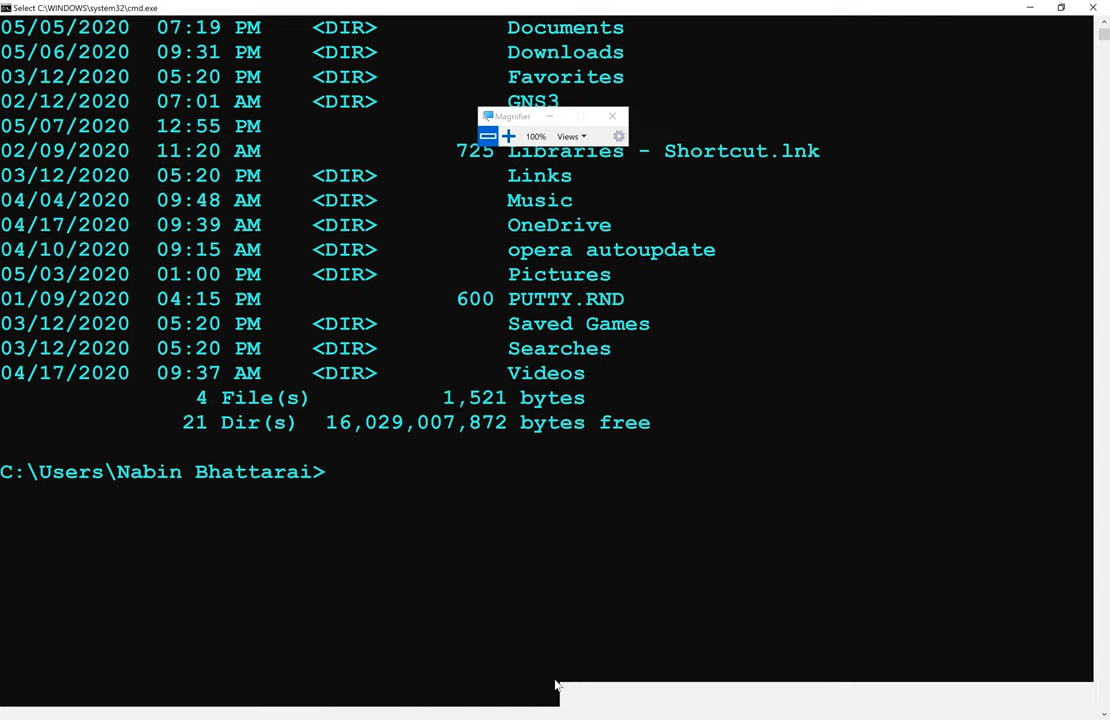 Select C:\WINDOWS\system32\cmd.exe
05/05/2020  07:19 PM    <DIR>          Documents
05/06/2020  09:31 PM    <DIR>          Downloads
03/12/2020  05:20 PM    <DIR>          Favorites
02/12/2020  07:01 AM    <DIR>          GNS3
Magnifier
05/07/2020  12:55 PM
100% Views
02/09/2020  11:20 AM               725 Libraries - Shortcut.lnk
03/12/2020  05:20 PM    <DIR>          Links
04/04/2020  09:48 AM    <DIR>          Music
04/17/2020  09:39 AM    <DIR>          OneDrive
04/10/2020  09:15 AM    <DIR>          opera autoupdate
05/03/2020  01:00 PM    <DIR>          Pictures
01/09/2020  04:15 PM               600 PUTTY.RND
03/12/2020  05:20 PM    <DIR>          Saved Games
03/12/2020  05:20 PM    <DIR>          Searches
04/17/2020  09:37 AM    <DIR>          Videos
4 File(s)          1,521 bytes
21 Dir(s)  16,029,007,872 bytes free
C:\Users\Nabin Bhattarai>